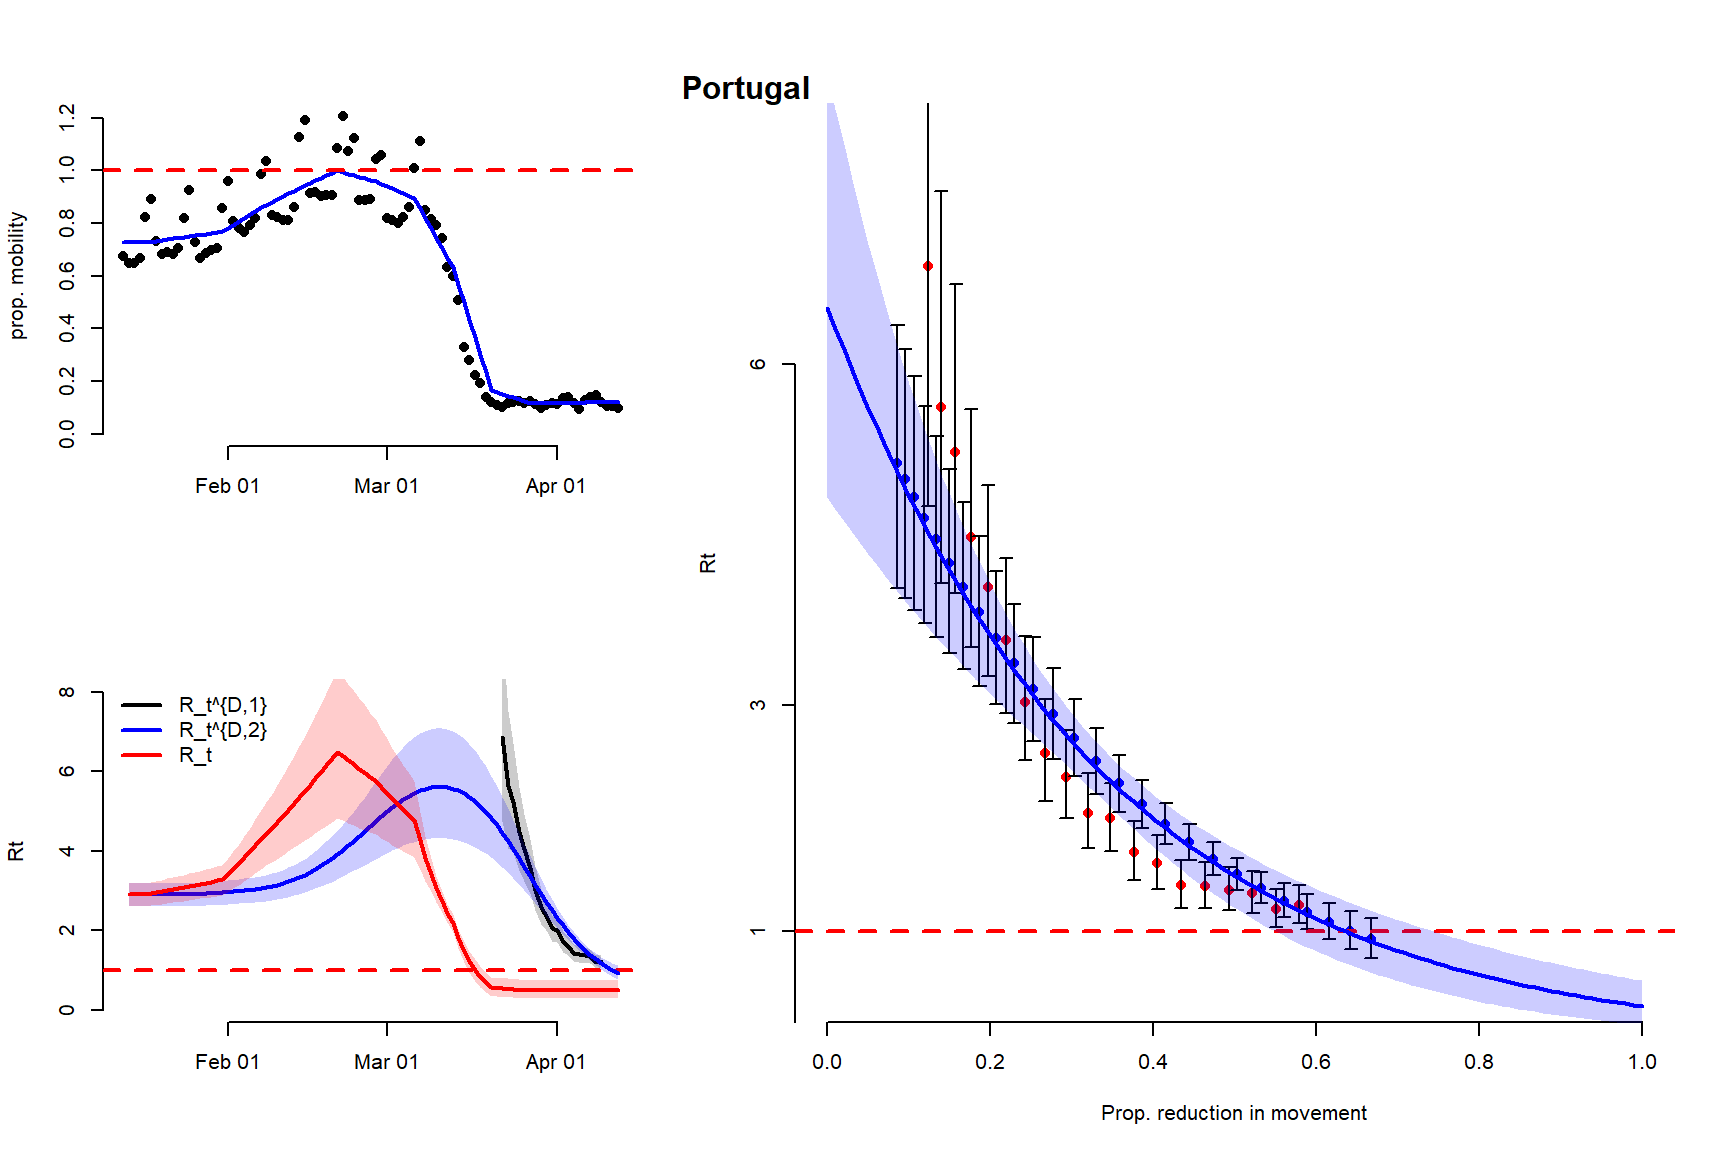 Portugal
prop. mobility
1.2
1.0
0.8
0.6
0.4
0.2
0.0
Feb 01 Mar 01 Apr 01
Rt
8
6
4
2
0
R_t^{D,1}
R_t^{D,2}
R_t
Feb 01 Mar 01 Apr 01
Rt
6
3
1
0.0 0.2 0.4 0.6 0.8 1.0
Prop. reduction in movement